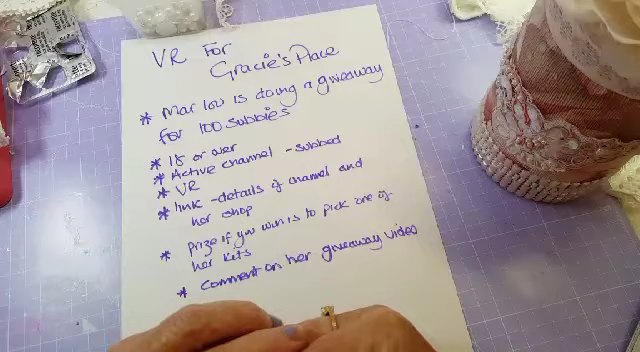 VR For
Gracie's Place
* Marlow is doing a giveaway
for 100 subbies
* 18 or over
* Active channel - subbed
* VR
* link - details of channel and
her shop
* prize if you win is to pick one of
her kits
* Comment on her giveaway video